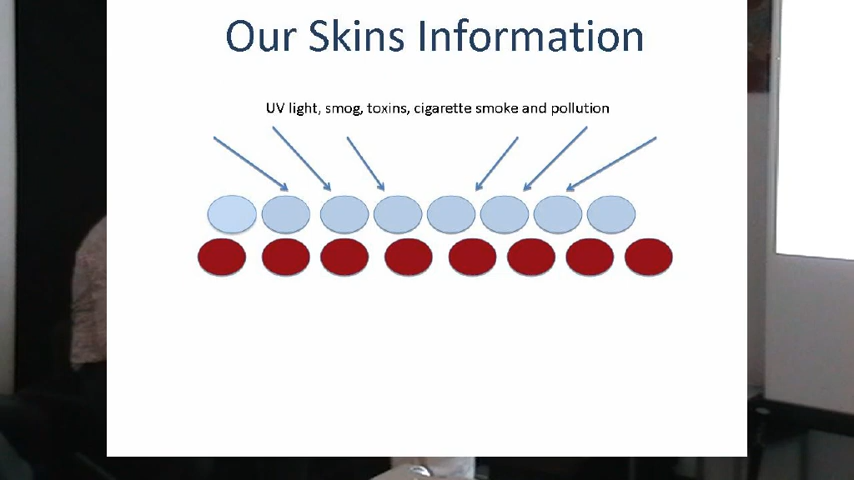 Our Skins Information
UV light, smog, toxins, cigarette smoke and pollution